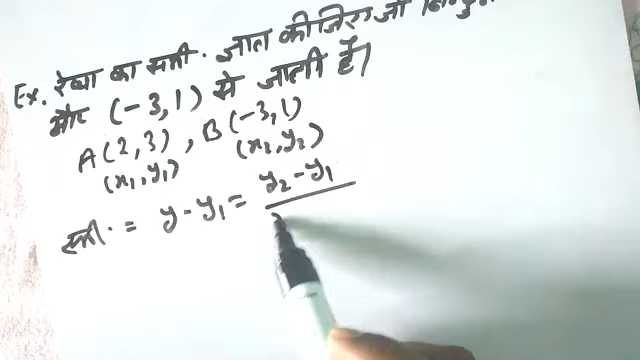 Ex. रेखा का समी. ज्ञात कीजिए जो
और (-3,1) से जाती है।
A(2,3), B(-3,1)
(x₁,y₁) (x₂,y₂)
समी. = y-y₁ = y₂-y₁